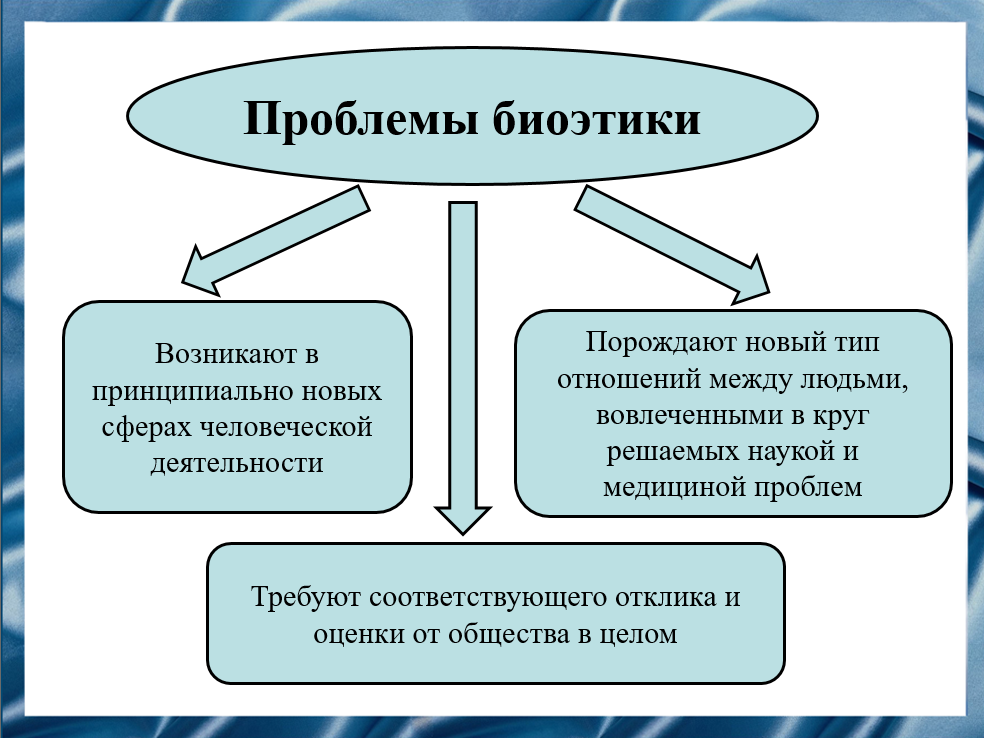 Проблемы биоэтики
Возникают в
принципиально новых
сферах человеческой
деятельности
Порождают новый тип
отношений между людьми,
вовлеченными в круг
решаемых наукой и
медициной проблем
Требуют соответствующего отклика и
оценки от общества в целом